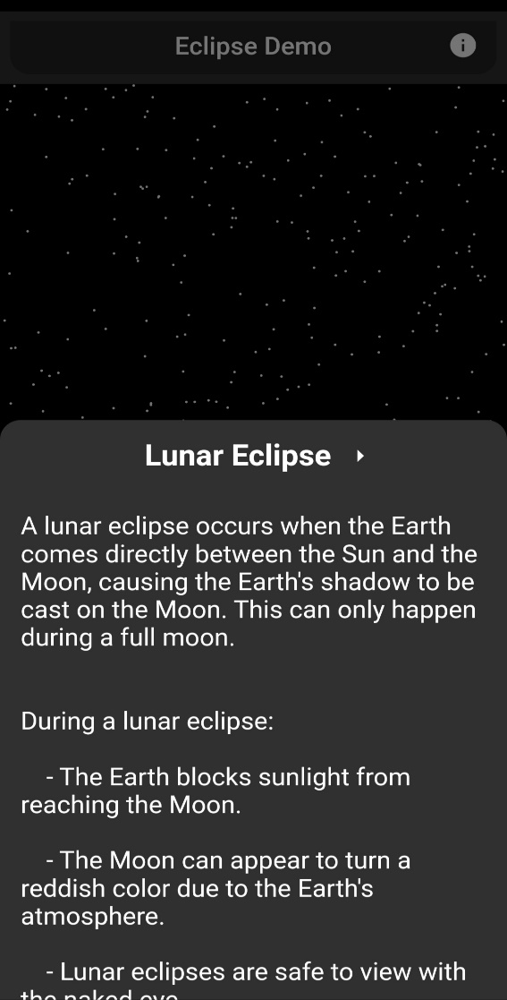 Eclipse Demo
Lunar Eclipse
A lunar eclipse occurs when the Earth
comes directly between the Sun and the
Moon, causing the Earth's shadow to be
cast on the Moon. This can only happen
during a full moon.
During a lunar eclipse:
- The Earth blocks sunlight from
reaching the Moon.
- The Moon can appear to turn a
reddish color due to the Earth's
atmosphere.
- Lunar eclipses are safe to view with
the naked eye